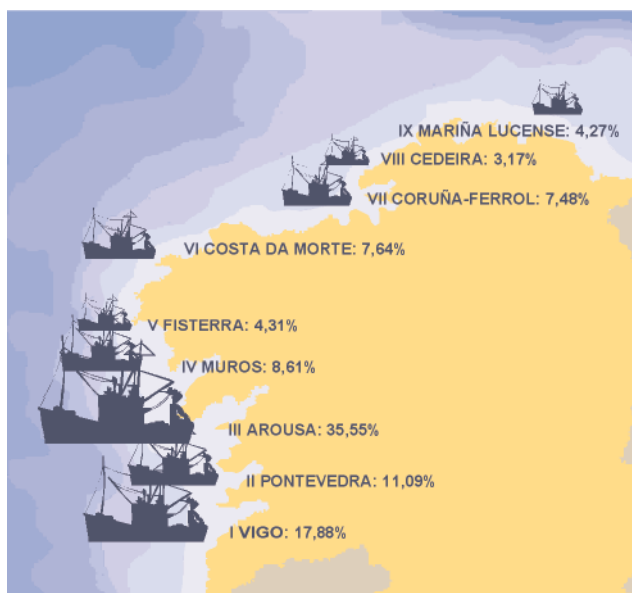 IX MARIÑA LUCENSE: 4,27%
VIII CEDEIRA: 3,17%
VII CORUÑA-FERROL: 7,48%
VI COSTA DA MORTE: 7,64%
V FISTERRA: 4,31%
IV MUROS: 8,61%
III AROUSA: 35,55%
II PONTEVEDRA: 11,09%
I VIGO: 17,88%